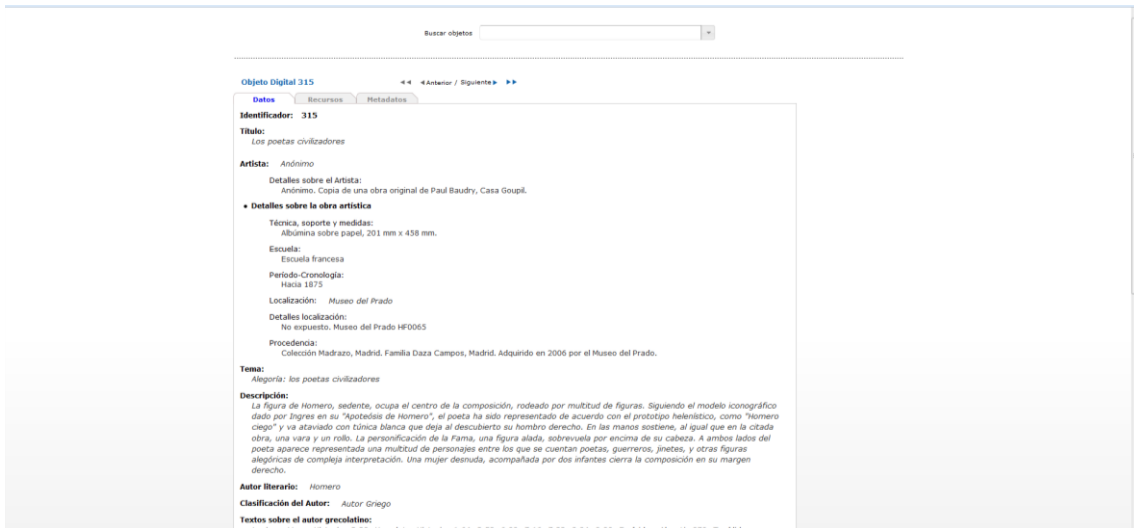 Buscar objetos
Objeto Digital 315 ◄◄ ◄Anterior / Siguiente► ►►
Datos Recursos Metadatos
Identificador: 315
Título:
Los poetas civilizadores
Artista: Anónimo
Detalles sobre el Artista:
Anónimo. Copia de una obra original de Paul Baudry, Casa Goupil.
• Detalles sobre la obra artística
Técnica, soporte y medidas:
Albúmina sobre papel, 201 mm x 458 mm.
Escuela:
Escuela francesa
Período-Cronología:
Hacia 1875
Localización: Museo del Prado
Detalles localización:
No expuesto. Museo del Prado HF0065
Procedencia:
Colección Madrazo, Madrid. Familia Daza Campos, Madrid. Adquirido en 2006 por el Museo del Prado.
Tema:
Alegoría: los poetas civilizadores
Descripción:
La figura de Homero, sedente, ocupa el centro de la composición, rodeado por multitud de figuras. Siguiendo el modelo iconográfico
dado por Ingres en su "Apoteósis de Homero", el poeta ha sido representado de acuerdo con el prototipo helenístico, como "Homero
ciego" y va ataviado con túnica blanca que deja al descubierto su hombro derecho. En las manos sostiene, al igual que en la citada
obra, una vara y un rollo. La personificación de la Fama, una figura alada, sobrevuela por encima de su cabeza. A ambos lados del
poeta aparece representada una multitud de personajes entre los que se cuentan poetas, guerreros, jinetes, y otras figuras
alegóricas de compleja interpretación. Una mujer desnuda, acompañada por dos infantes cierra la composición en su margen
derecho.
Autor literario: Homero
Clasificación del Autor: Autor Griego
Textos sobre el autor grecolatino: